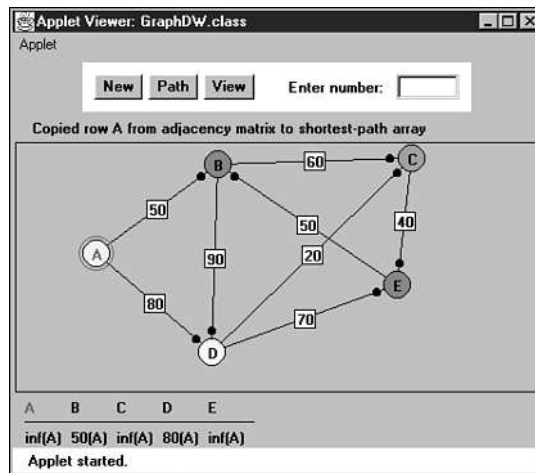 Applet Viewer: GraphDW.class
Applet
New Path View Enter number:
Copied row A from adjacency matrix to shortest-path array
B 60 C
50 50 40
A 90 20
80 70 E
D
A B C D E
inf(A) 50(A) inf(A) 80(A) inf(A)
Applet started.